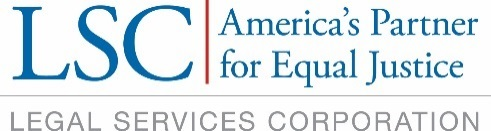 LSC
America's Partner
for Equal Justice
LEGAL SERVICES CORPORATION